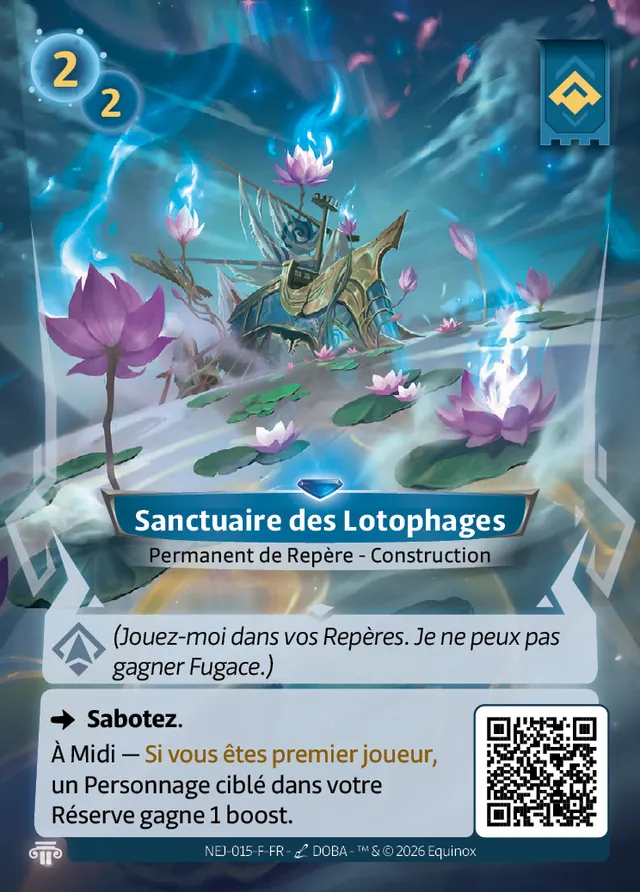 2
2
Sanctuaire des Lotophages
Permanent de Repère - Construction
(Jouez-moi dans vos Repères. Je ne peux pas
gagner Fugace.)
Sabotez.
À Midi — Si vous êtes premier joueur,
un Personnage ciblé dans votre
Réserve gagne 1 boost.
NEJ-015-F-FR - DOBA - ™ & © 2026 Equinox